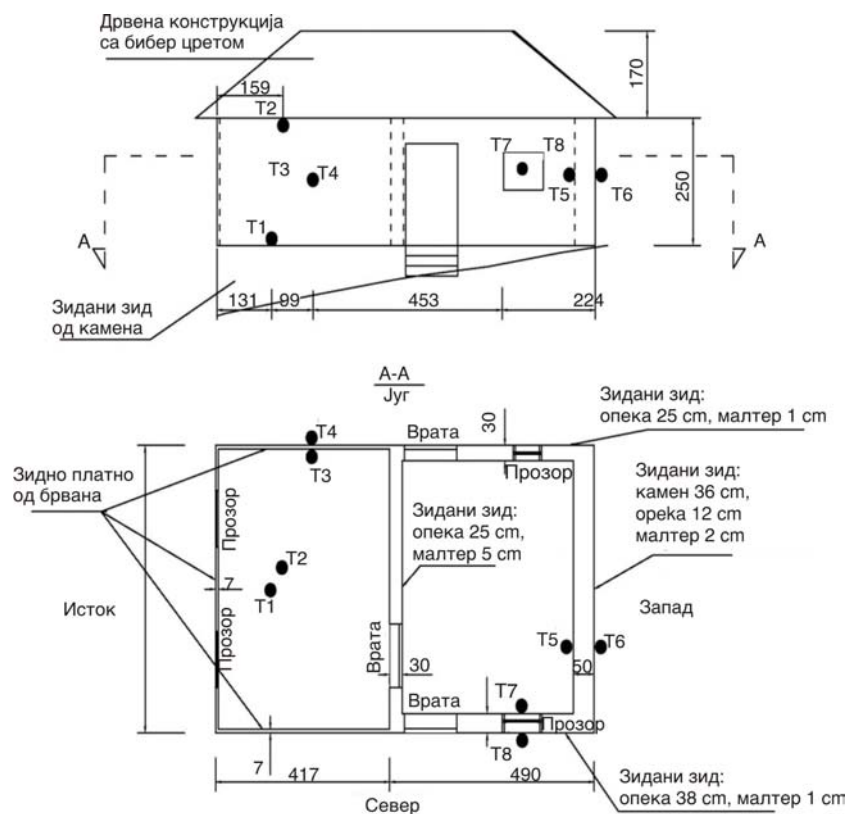 Дрвена конструкција
са бибер цретом
159
T2
170
T7
T8
T3
T4
T5
T6
250
T1
A
A
Зидани зид
од камена
131
99
453
224
A-A
Југ
Зидани зид:
опека 25 cm, малтер 1 cm
T4
Врата
30
Зидно платно
од брвана
T3
Прозор
Зидани зид:
камен 36 cm,
opeka 12 cm
малтер 2 cm
Прозор
Зидани зид:
опека 25 cm,
малтер 5 cm
T2
7
T1
Исток
Запад
Прозор
Врата
T5
T6
30
50
T7
Врата
Прозор
T8
7
417
490
Север
Зидани зид:
опека 38 cm, малтер 1 cm